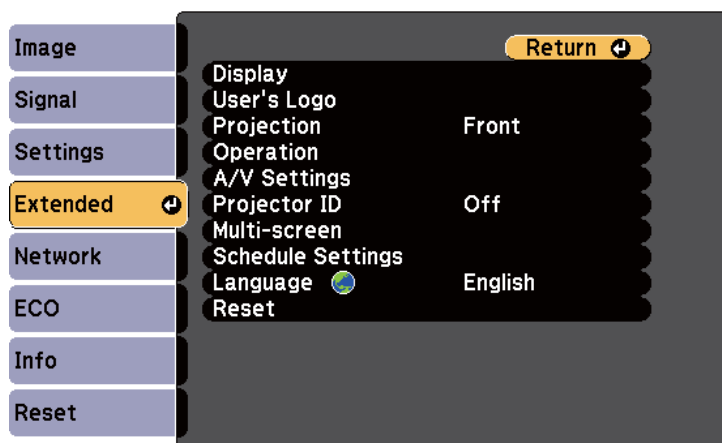 Image
Signal
Settings
Extended
Network
ECO
Info
Reset
Return
Display
User's Logo
Projection Front
Operation
A/V Settings
Projector ID Off
Multi-screen
Schedule Settings
Language English
Reset